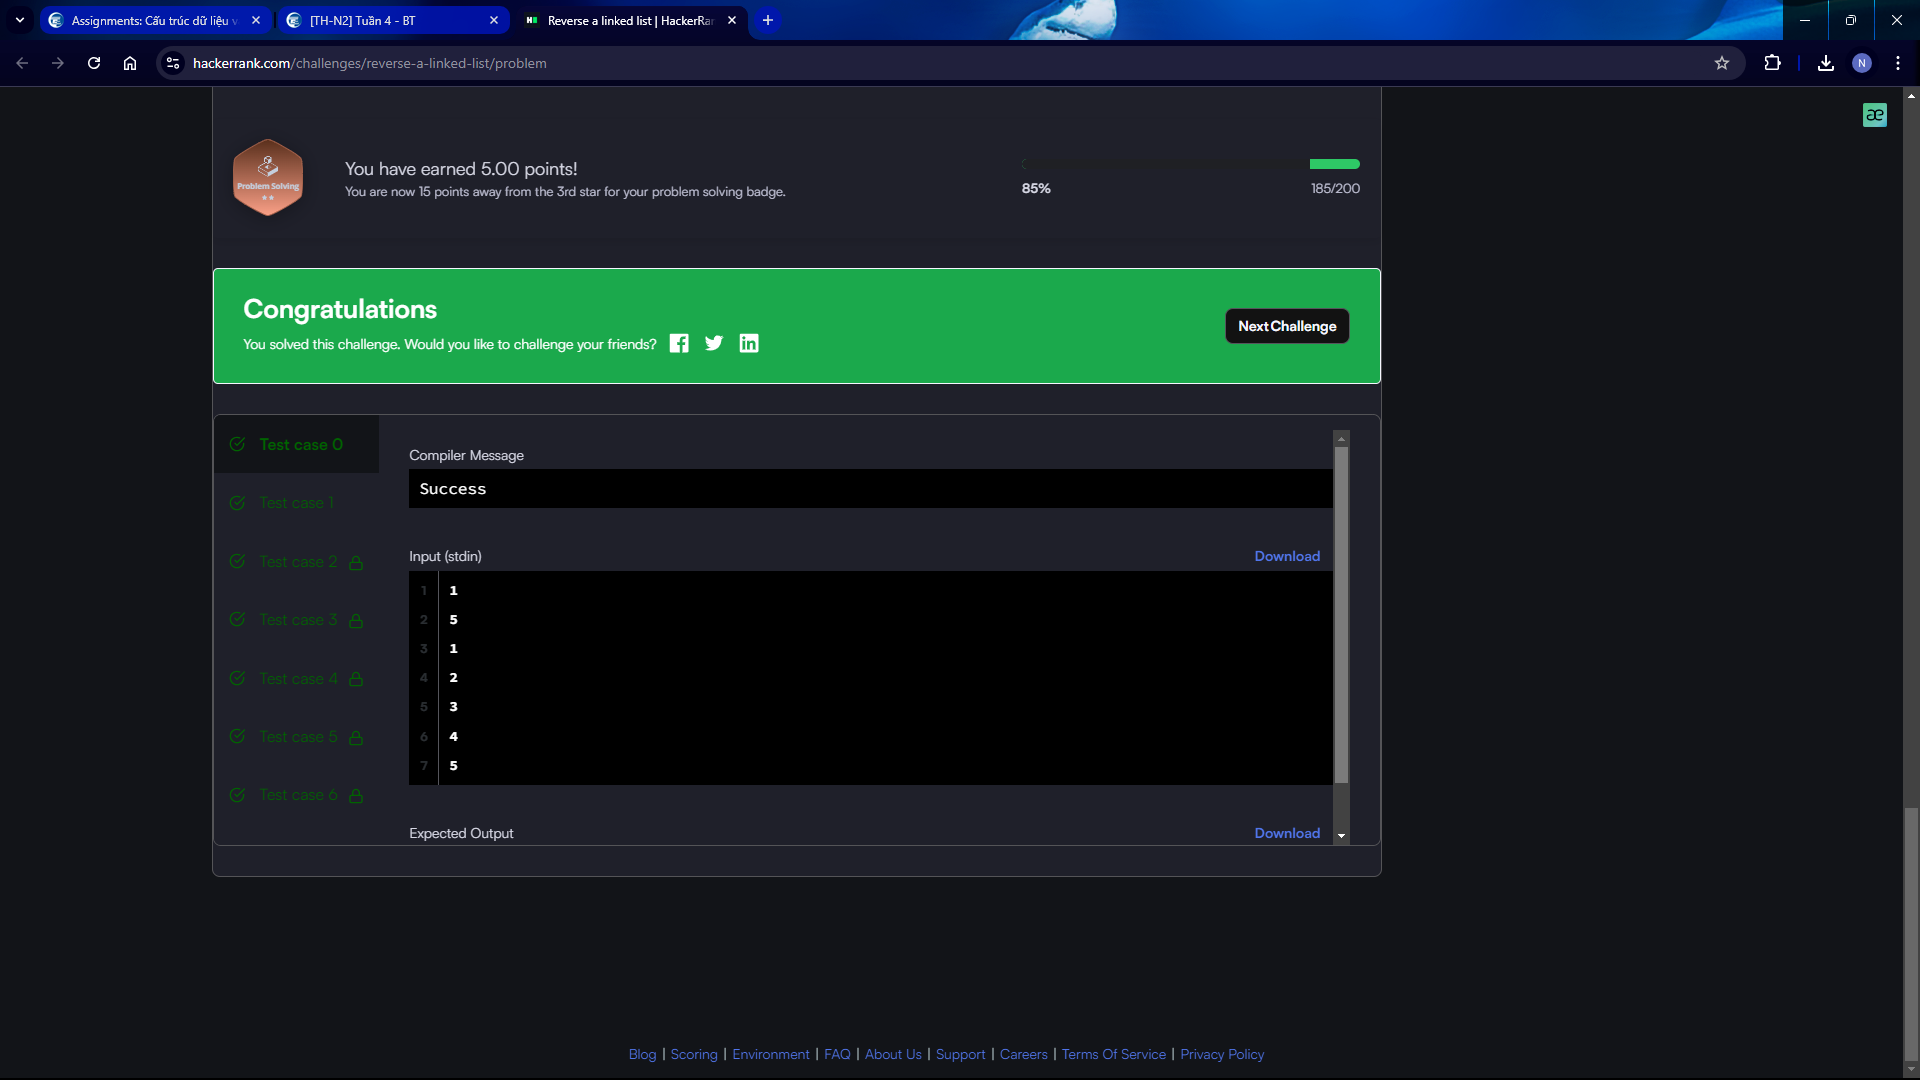 Assignments: Cấu trúc dữ liệu v
[TH-N2] Tuần 4 - BT
Reverse a linked list | HackerRan
hackerrank.com/challenges/reverse-a-linked-list/problem
N
æ
Problem Solving
You have earned 5.00 points!
You are now 15 points away from the 3rd star for your problem solving badge.
85%
185/200
Congratulations
You solved this challenge. Would you like to challenge your friends?
Next Challenge
Test case 0
Test case 1
Test case 2
Test case 3
Test case 4
Test case 5
Test case 6
Compiler Message
Success
Input (stdin)
Download
1 1
2 5
3 1
4 2
5 3
6 4
7 5
Expected Output
Download
Blog | Scoring | Environment | FAQ | About Us | Support | Careers | Terms Of Service | Privacy Policy